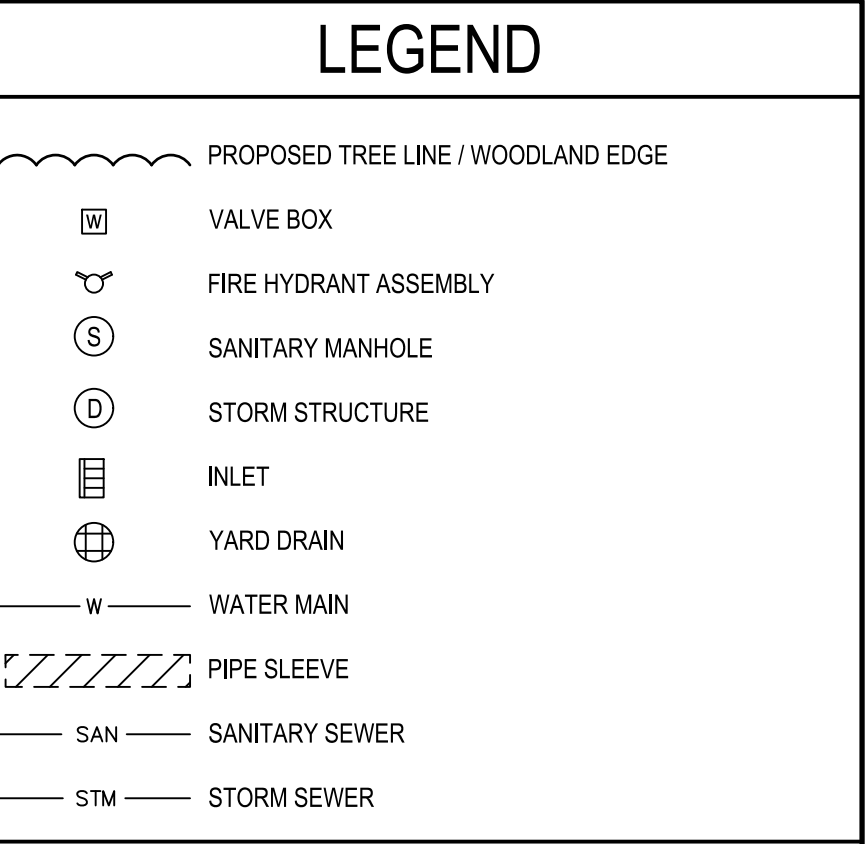 LEGEND
PROPOSED TREE LINE / WOODLAND EDGE
W VALVE BOX
FIRE HYDRANT ASSEMBLY
S SANITARY MANHOLE
D STORM STRUCTURE
INLET
YARD DRAIN
W WATER MAIN
PIPE SLEEVE
SAN SANITARY SEWER
STM STORM SEWER